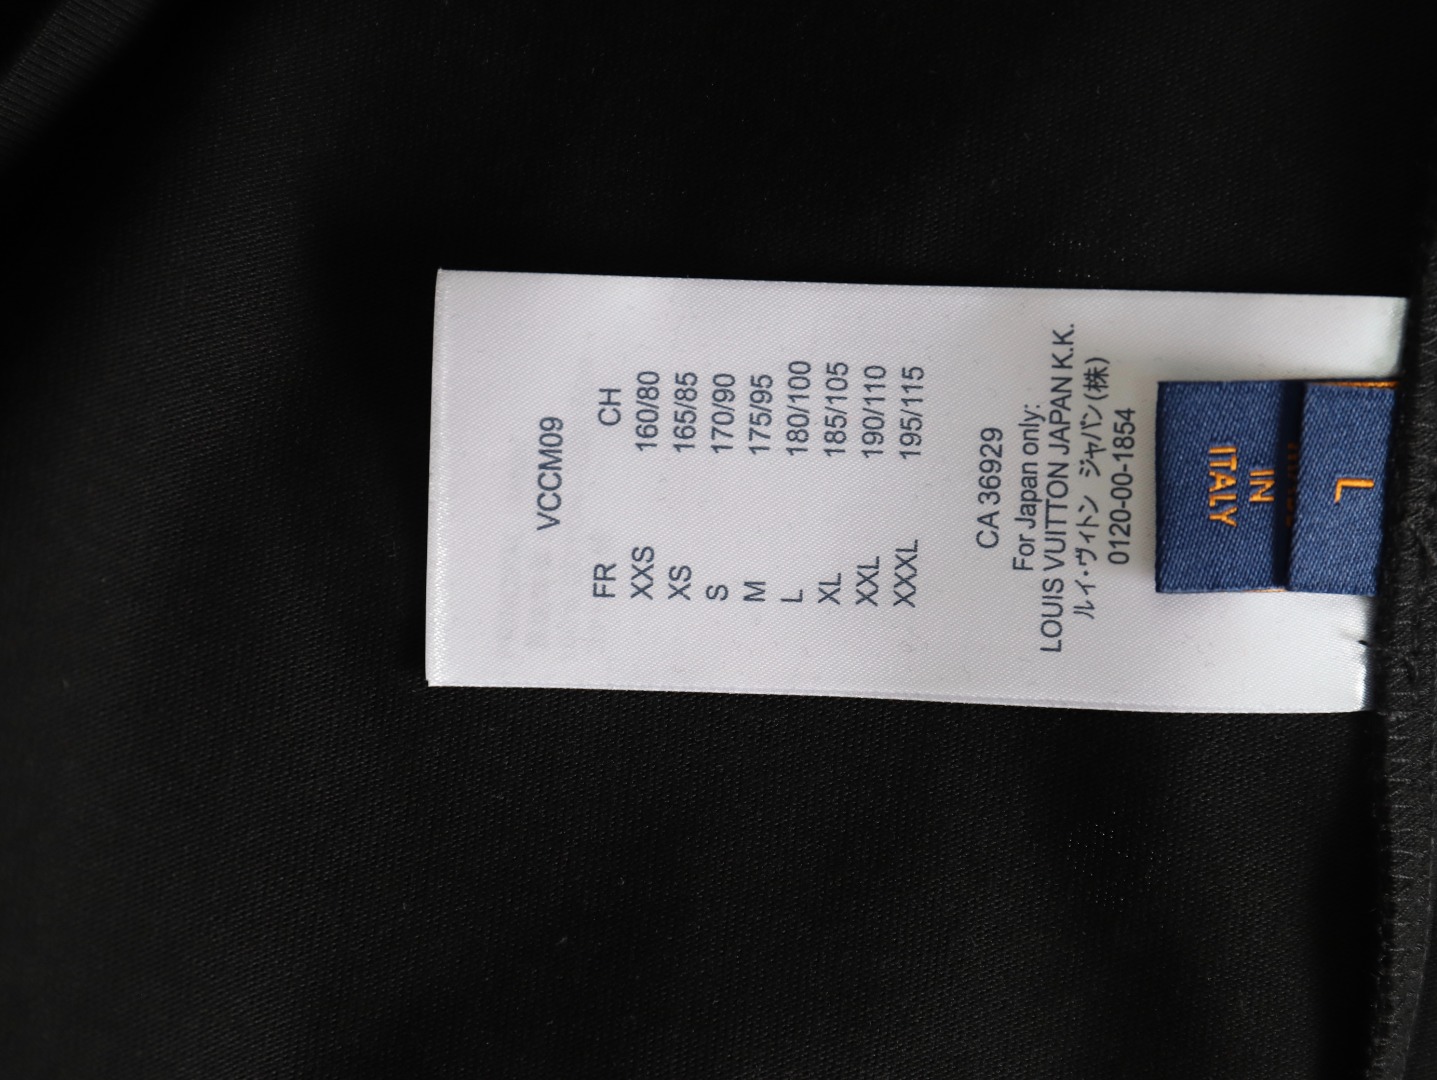 VCCM09
FR CH
XXS 160/80
XS 165/85
S 170/90
M 175/95
L 180/100
XL 185/105
XXL 190/110
XXXL 195/115
CA 36929
For Japan only:
LOUIS VUITTON JAPAN K.K.
ルイ・ヴィトン ジャパン(株)
0120-00-1854
IN
ITALY
L